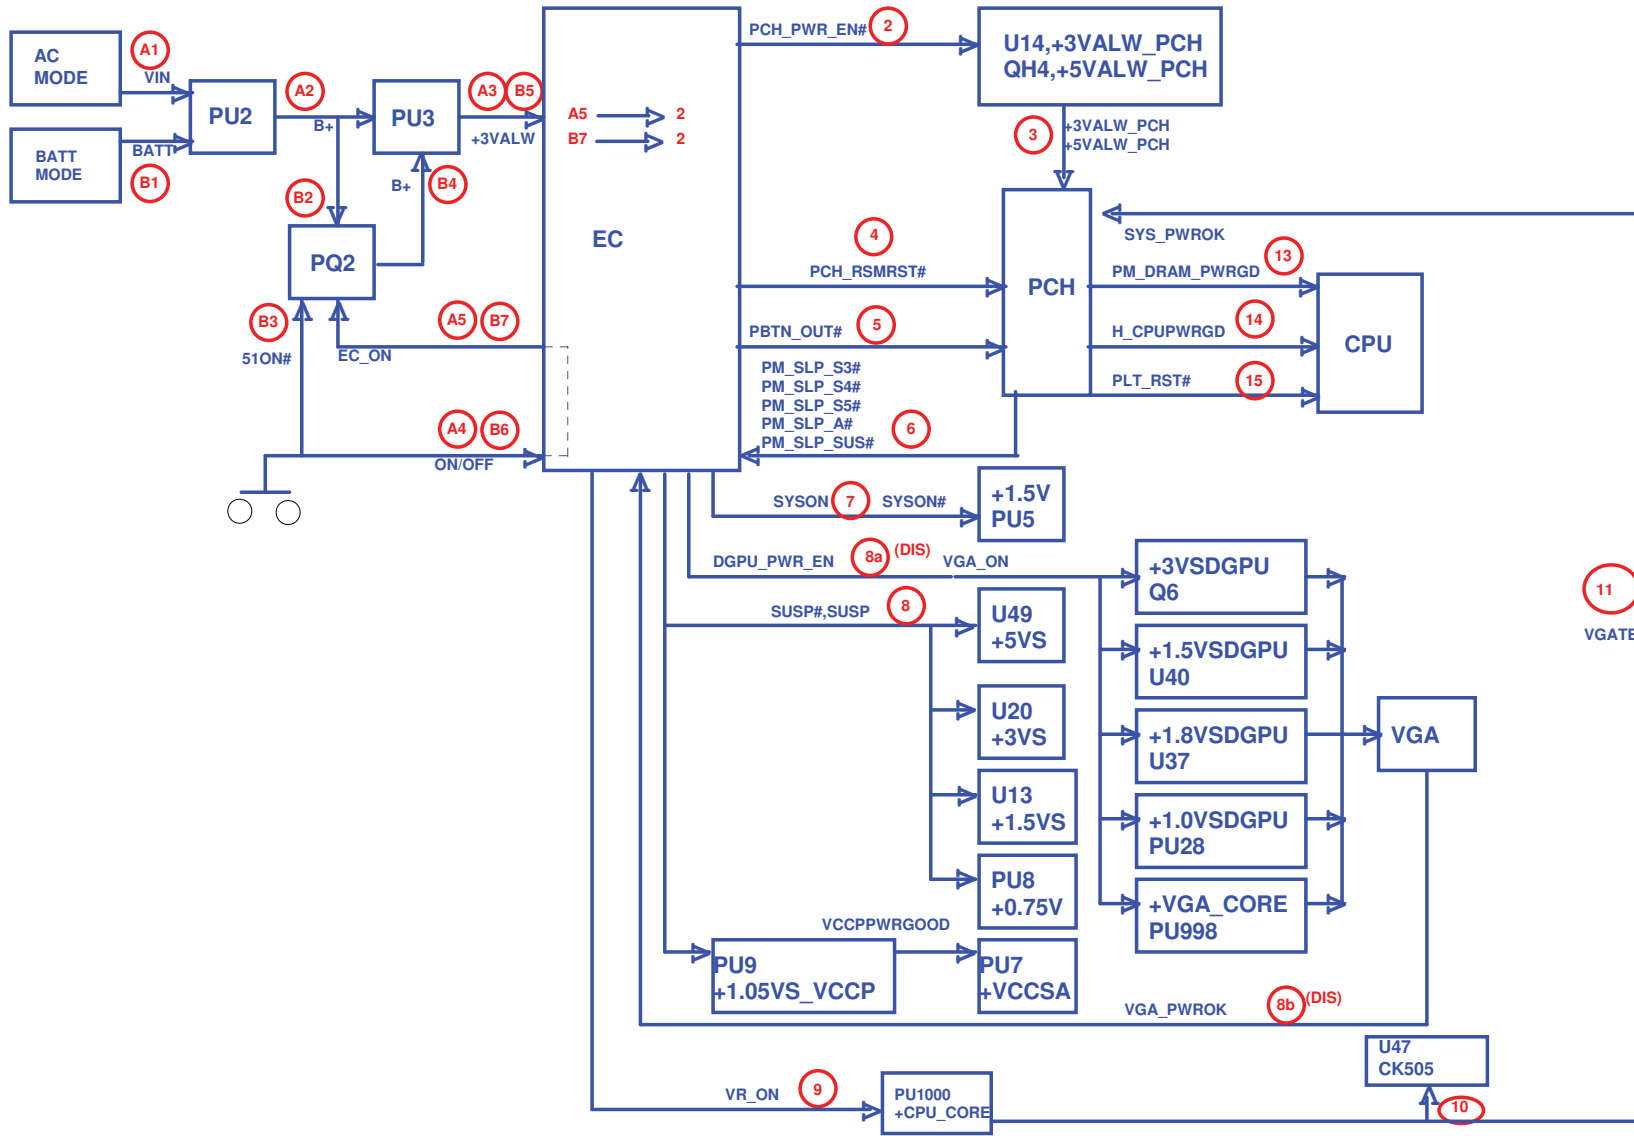 AC
MODE
A1
VIN
BATT
MODE
BATT
B1
PU2
A2
B+
PU3
A3
B5
+3VALW
B2
B+
B4
PQ2
B3
51ON#
EC_ON
A5
B7
A4
B6
ON/OFF
A5
2
B7
2
EC
PCH_PWR_EN#
2
U14,+3VALW_PCH
QH4,+5VALW_PCH
3
+3VALW_PCH
+5VALW_PCH
4
PCH_RSMRST#
PBTN_OUT#
5
PM_SLP_S3#
PM_SLP_S4#
PM_SLP_S5#
PM_SLP_A#
PM_SLP_SUS#
6
PCH
SYS_PWROK
PM_DRAM_PWRGD
13
H_CPUPWRGD
14
PLT_RST#
15
CPU
SYSON
7
SYSON#
+1.5V
PU5
DGPU_PWR_EN
8a
(DIS)
VGA_ON
SUSP#,SUSP
8
U49
+5VS
U20
+3VS
U13
+1.5VS
PU8
+0.75V
+3VSDGPU
Q6
+1.5VSDGPU
U40
+1.8VSDGPU
U37
+1.0VSDGPU
PU28
+VGA_CORE
PU998
VGA
11
VGATE
PU9
+1.05VS_VCCP
VCCPPWRGOOD
PU7
+VCCSA
VGA_PWROK
8b
(DIS)
VR_ON
9
PU1000
+CPU_CORE
U47
CK505
10